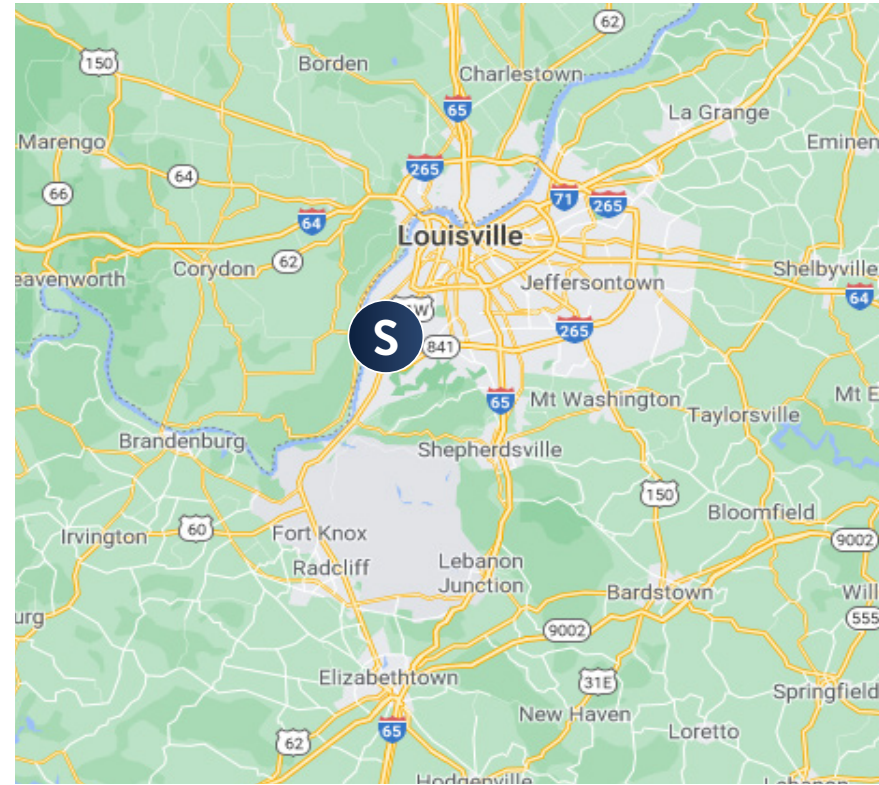 62
150
Borden
Charlestown
65
La Grange
Marengo
Eminen
265
64
66
71
265
64
Louisville
62
Corydon
eavenworth
Shelbyville
Jeffersontown
64
W
265
S
841
65
Mt Washington
Mt E
Taylorsville
Brandenburg
Shepherdsville
150
Bloomfield
60
Irvington
Fort Knox
9002
Radcliff
Lebanon
Junction
Bardstown
Will
urg
555
9002
Elizabethtown
31E
Springfield
New Haven
65
62
Loretto
Hodgenville
Lebanon